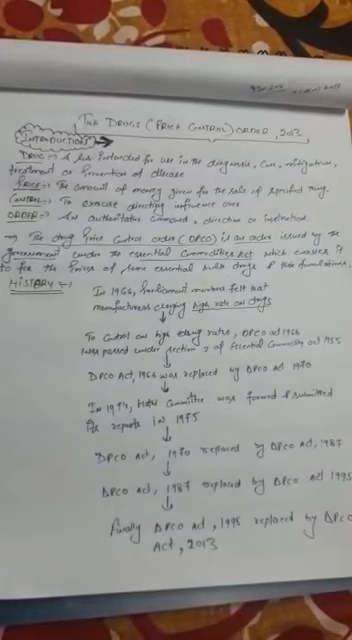 THE DRUGS (PRICE CONTROL) ORDER, 2013
INTRODUCTION
DRUG :- is intended for use in the diagnosis, Cure, mitigation,
treatment or Prevention of disease
PRICE :- The amount of money given for the sale of specified thing.
CONTROL :- To exercise directing influence over
ORDER :- An authoritative command, direction or instruction.
⇒ The drug Price Control order (DPCO) is an order issued by the
government under the essential Commodities Act which enables it
to fix the Prices of some essential bulk drugs & their formulations.
HISTARY :-
In 1966, Parliament members felt that
manufacturers charging high rate on drugs
↓
To Control on high drug rates, DPCO act 1966
was passed under section 3 of Essential Commodity act 1955
↓
DPCO Act, 1966 was replaced by DPCO act 1970
↓
In 1974, Hathi Committee was formed & submitted
its reports in 1975
↓
DPCO act, 1970 replaced by DPCO act, 1987
↓
DPCO act, 1987 replaced by DPCO act 1995
↓
Finally DPCO act, 1995 replaced by DPCO
Act, 2013